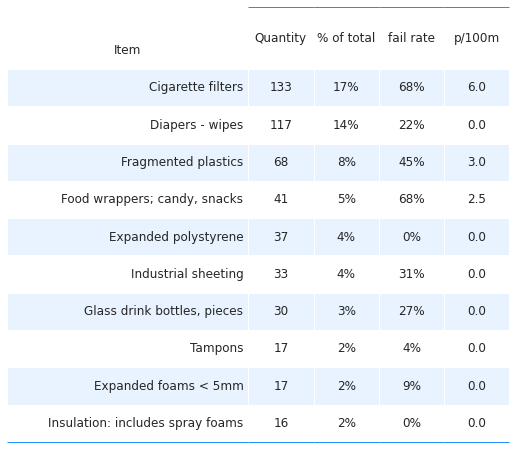 Item Quantity % of total fail rate p/100m
Cigarette filters 133 17% 68% 6.0
Diapers - wipes 117 14% 22% 0.0
Fragmented plastics 68 8% 45% 3.0
Food wrappers; candy, snacks 41 5% 68% 2.5
Expanded polystyrene 37 4% 0% 0.0
Industrial sheeting 33 4% 31% 0.0
Glass drink bottles, pieces 30 3% 27% 0.0
Tampons 17 2% 4% 0.0
Expanded foams < 5mm 17 2% 9% 0.0
Insulation: includes spray foams 16 2% 0% 0.0